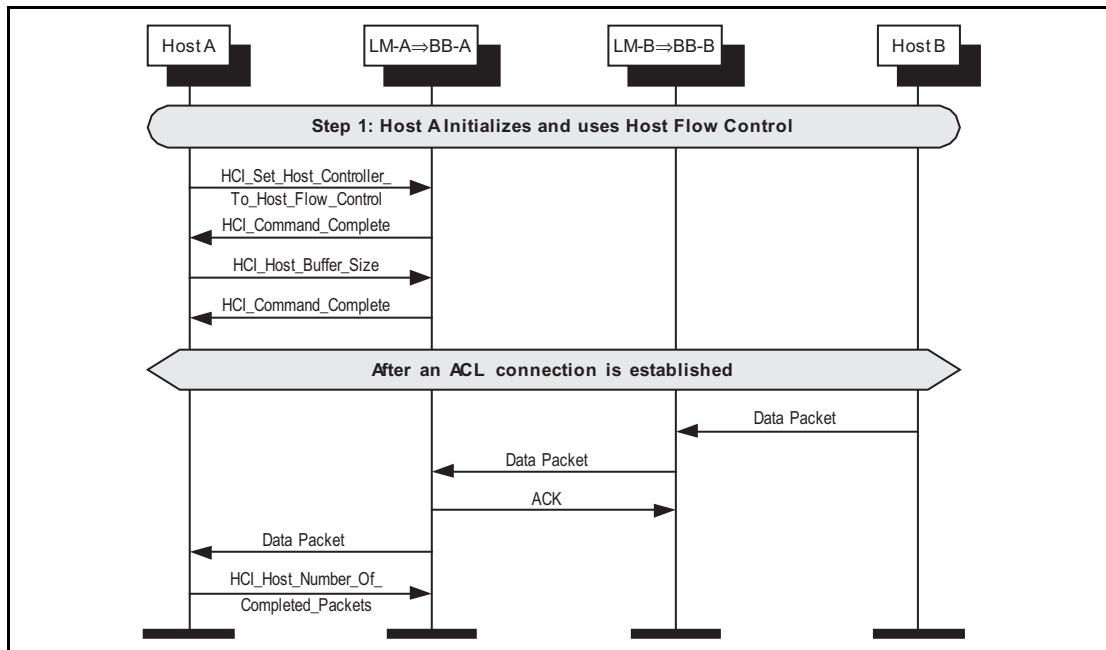 Host A
LM-A⇒BB-A
LM-B⇒BB-B
Host B
Step 1: Host A Initializes and uses Host Flow Control
HCI_Set_Host_Controller_
To_Host_Flow_Control
HCI_Command_Complete
HCI_Host_Buffer_Size
HCI_Command_Complete
After an ACL connection is established
Data Packet
Data Packet
ACK
Data Packet
HCI_Host_Number_Of_
Completed_Packets